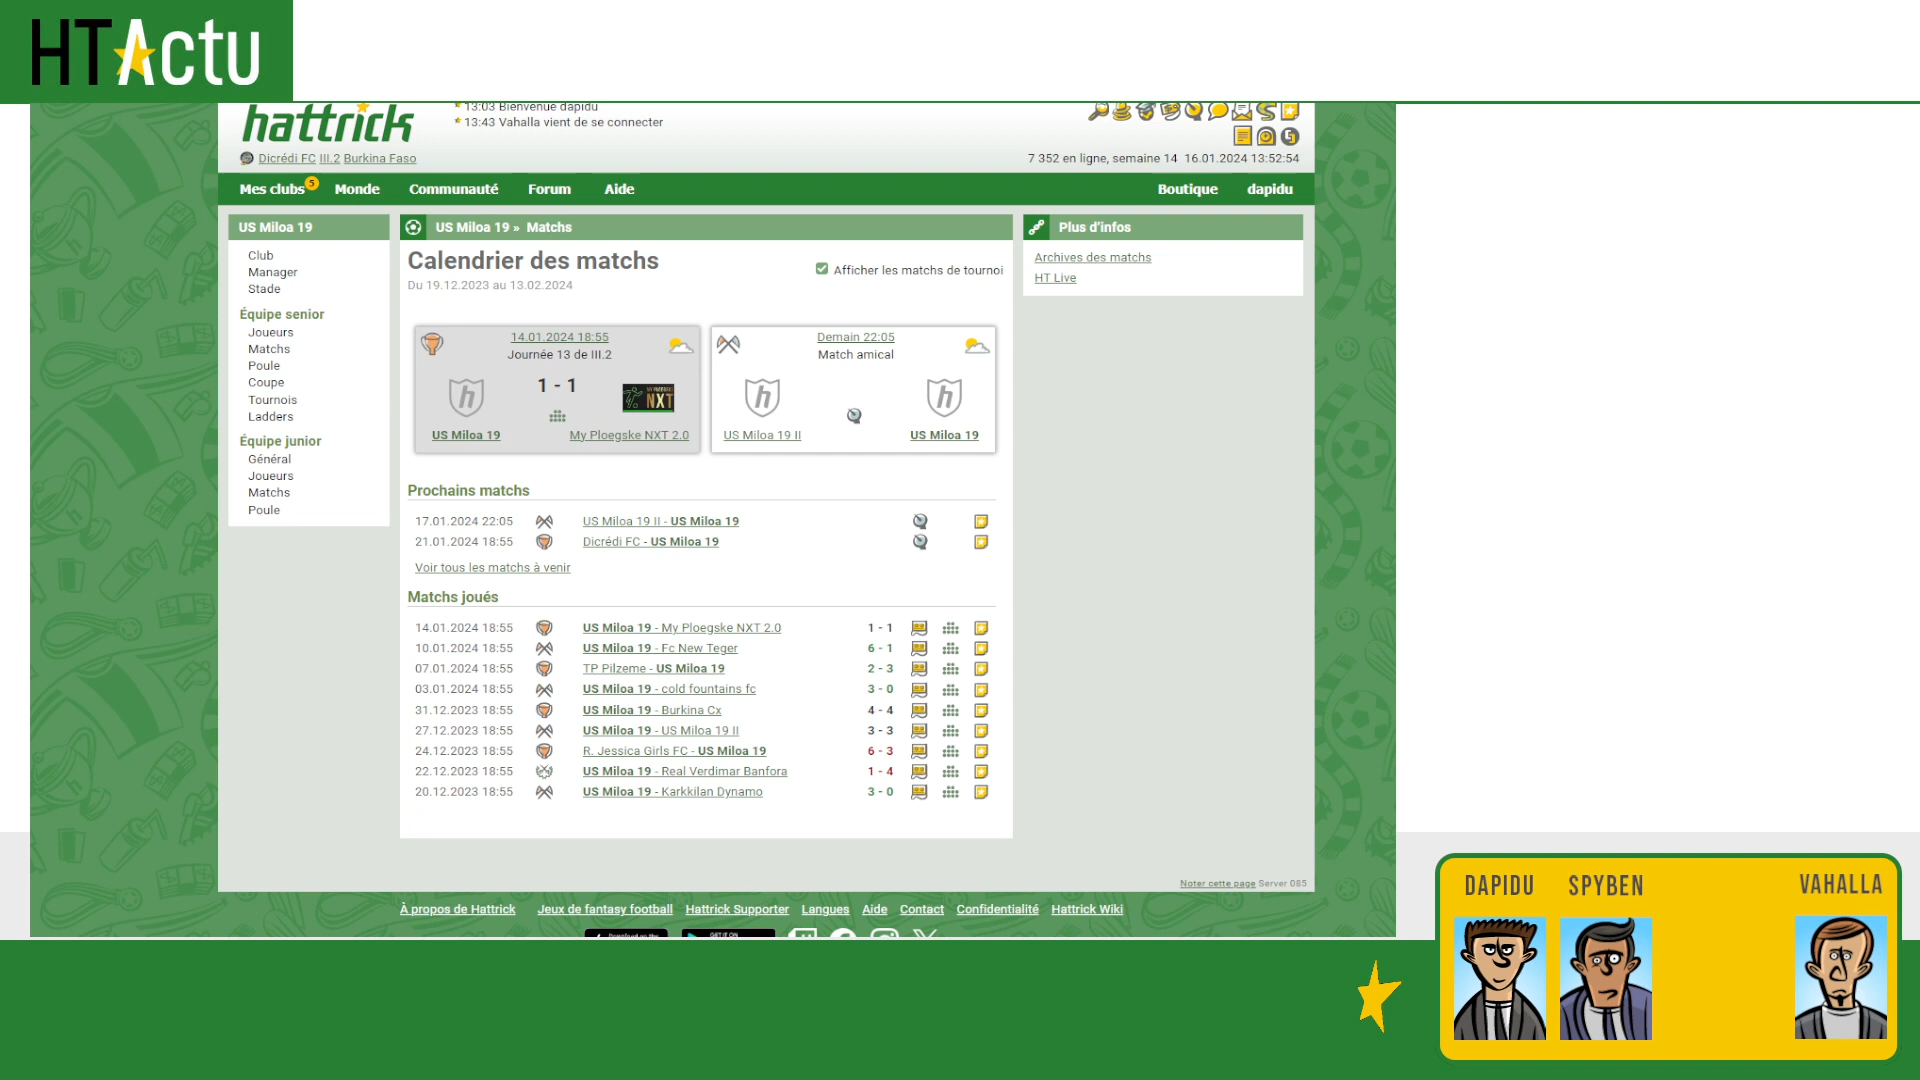 HTActu
hattrick
13:03 Bienvenue dapidu
13:43 Vahalla vient de se connecter
Dicrédi FC III.2 Burkina Faso
7 352 en ligne, semaine 14 16.01.2024 13:52:54
Mes clubs 5 Monde Communauté Forum Aide Boutique dapidu
US Miloa 19
Club
Manager
Stade
Équipe senior
Joueurs
Matchs
Poule
Coupe
Tournois
Ladders
Équipe junior
Général
Joueurs
Matchs
Poule
US Miloa 19 » Matchs
Calendrier des matchs
Afficher les matchs de tournoi
Du 19.12.2023 au 13.02.2024
14.01.2024 18:55
Journée 13 de III.2
1 - 1
NXT
US Miloa 19 My Ploegske NXT 2.0
Demain 22:05
Match amical
US Miloa 19 II US Miloa 19
Prochains matchs
17.01.2024 22:05 US Miloa 19 II - US Miloa 19
21.01.2024 18:55 Dicrédi FC - US Miloa 19
Voir tous les matchs à venir
Matchs joués
14.01.2024 18:55 US Miloa 19 - My Ploegske NXT 2.0 1 - 1
10.01.2024 18:55 US Miloa 19 - Fc New Teger 6 - 1
07.01.2024 18:55 TP Pilzeme - US Miloa 19 2 - 3
03.01.2024 18:55 US Miloa 19 - cold fountains fc 3 - 0
31.12.2023 18:55 US Miloa 19 - Burkina Cx 4 - 4
27.12.2023 18:55 US Miloa 19 - US Miloa 19 II 3 - 3
24.12.2023 18:55 R. Jessica Girls FC - US Miloa 19 6 - 3
22.12.2023 18:55 US Miloa 19 - Real Verdimar Banfora 1 - 4
20.12.2023 18:55 US Miloa 19 - Karkkilan Dynamo 3 - 0
Plus d'infos
Archives des matchs
HT Live
Noter cette page Server 085
À propos de Hattrick Jeux de fantasy football Hattrick Supporter Langues Aide Contact Confidentialité Hattrick Wiki
GET IT ON
DAPIDU SPYBEN VAHALLA